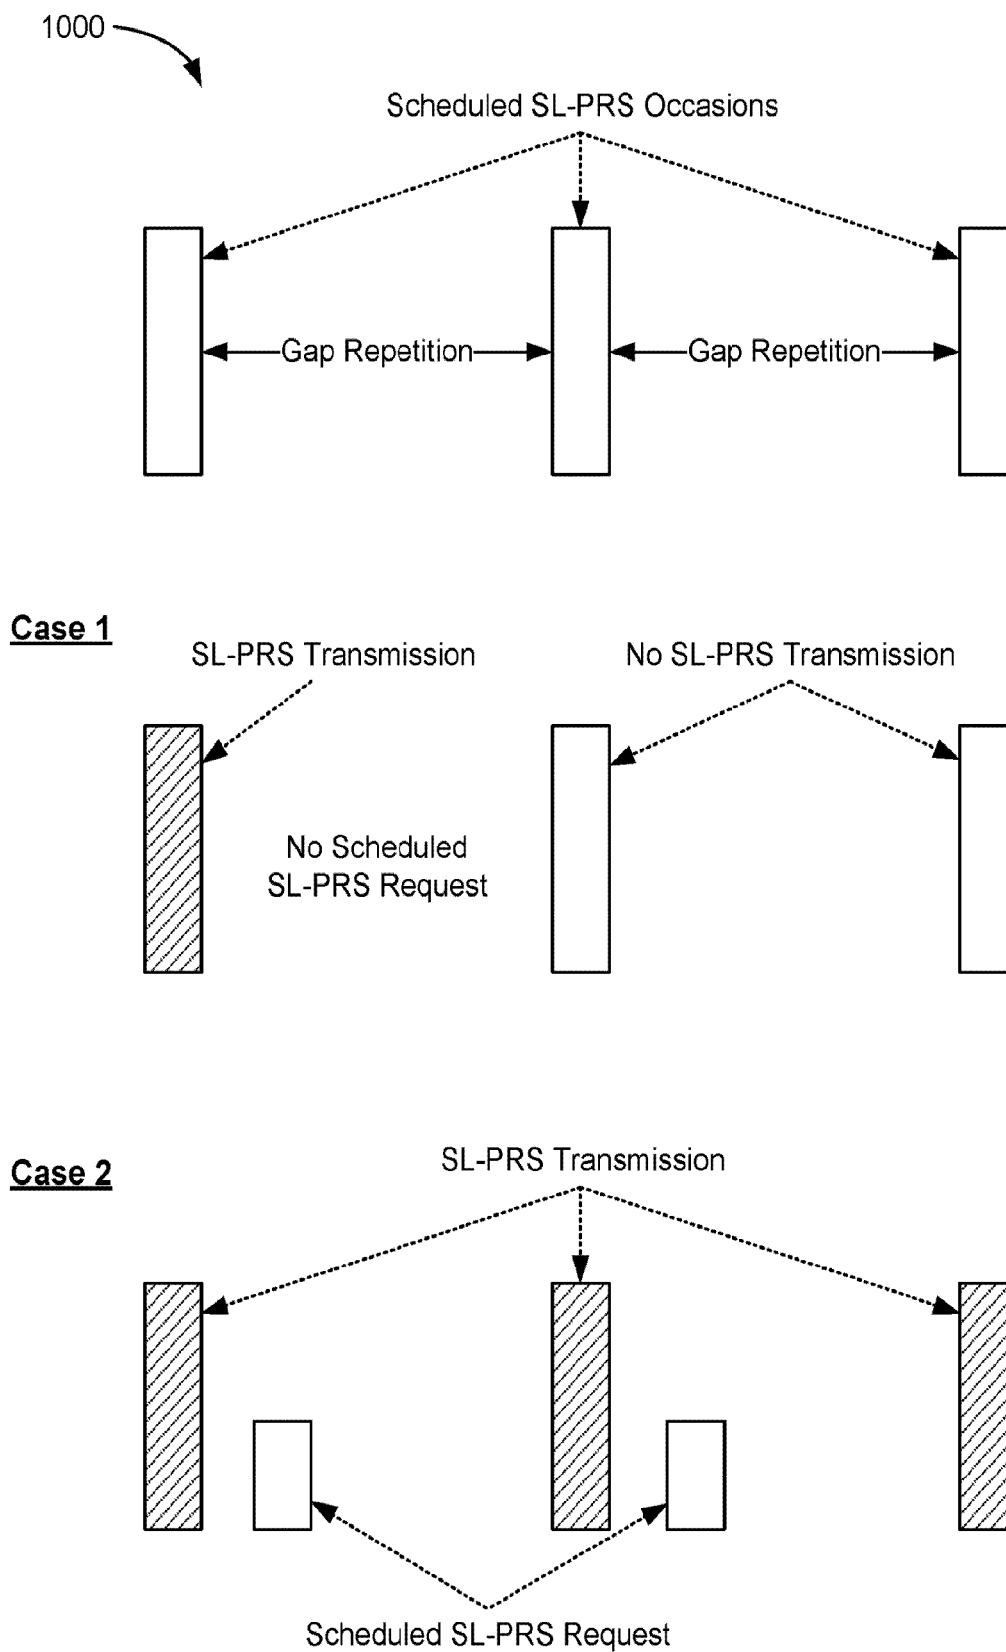 1000
Scheduled SL-PRS Occasions
Gap Repetition
Gap Repetition
Case 1
SL-PRS Transmission
No SL-PRS Transmission
No Scheduled
SL-PRS Request
Case 2
SL-PRS Transmission
Scheduled SL-PRS Request